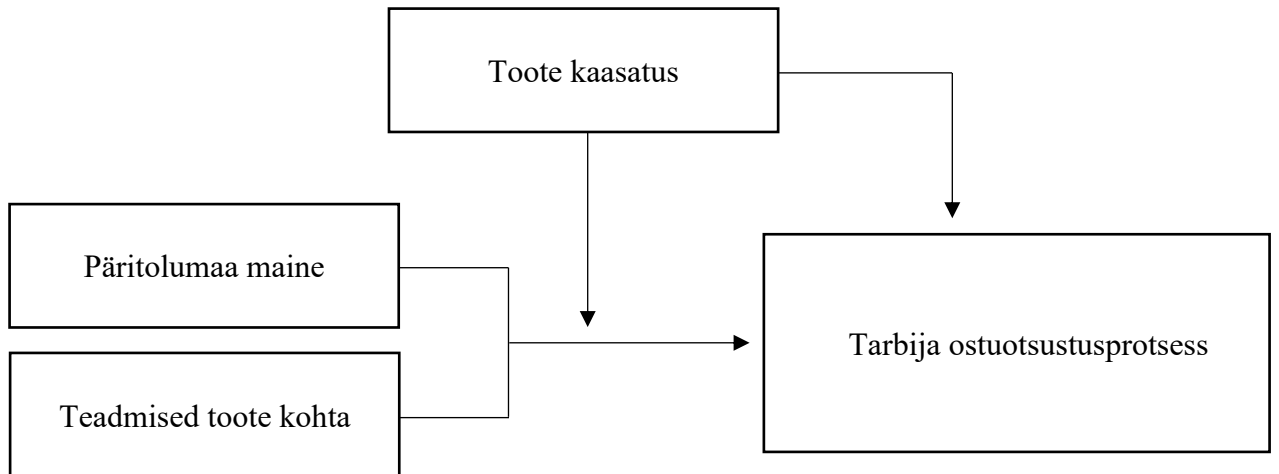 Toote kaasatus
Päritolumaa maine
Tarbija ostuotsustusprotsess
Teadmised toote kohta